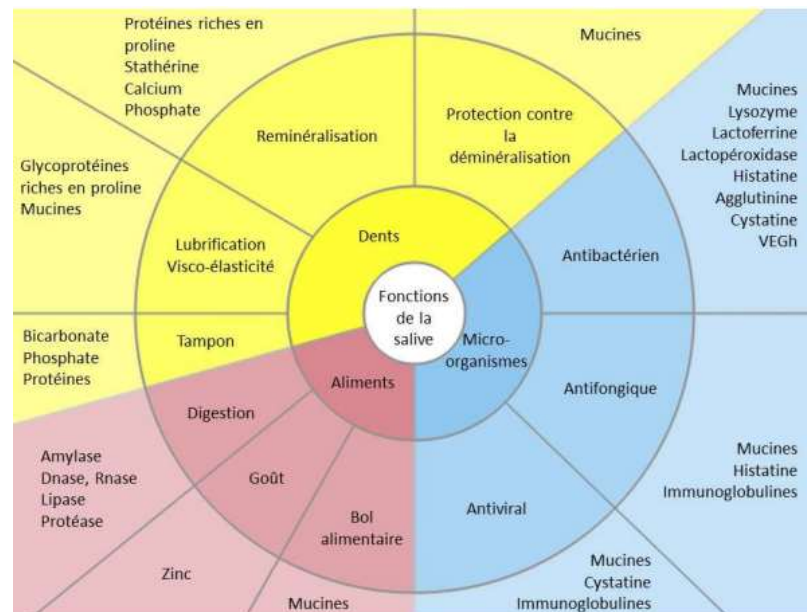 Protéines riches en
proline
Stathérine
Calcium
Phosphate
Mucines
Mucines
Lysozyme
Lactoferrine
Lactopéroxidase
Histatine
Agglutinine
Cystatine
VEGh
Reminéralisation
Protection contre
la
déminéralisation
Glycoprotéines
riches en proline
Mucines
Lubrification
Visco-élasticité
Dents
Antibactérien
Fonctions
de la
salive
Bicarbonate
Phosphate
Protéines
Tampon
Micro-
organismes
Aliments
Digestion
Antifongique
Amylase
Dnase, Rnase
Lipase
Protéase
Goût
Mucines
Histatine
Immunoglobulines
Bol
alimentaire
Antiviral
Zinc
Mucines
Mucines
Cystatine
Immunoglobulines